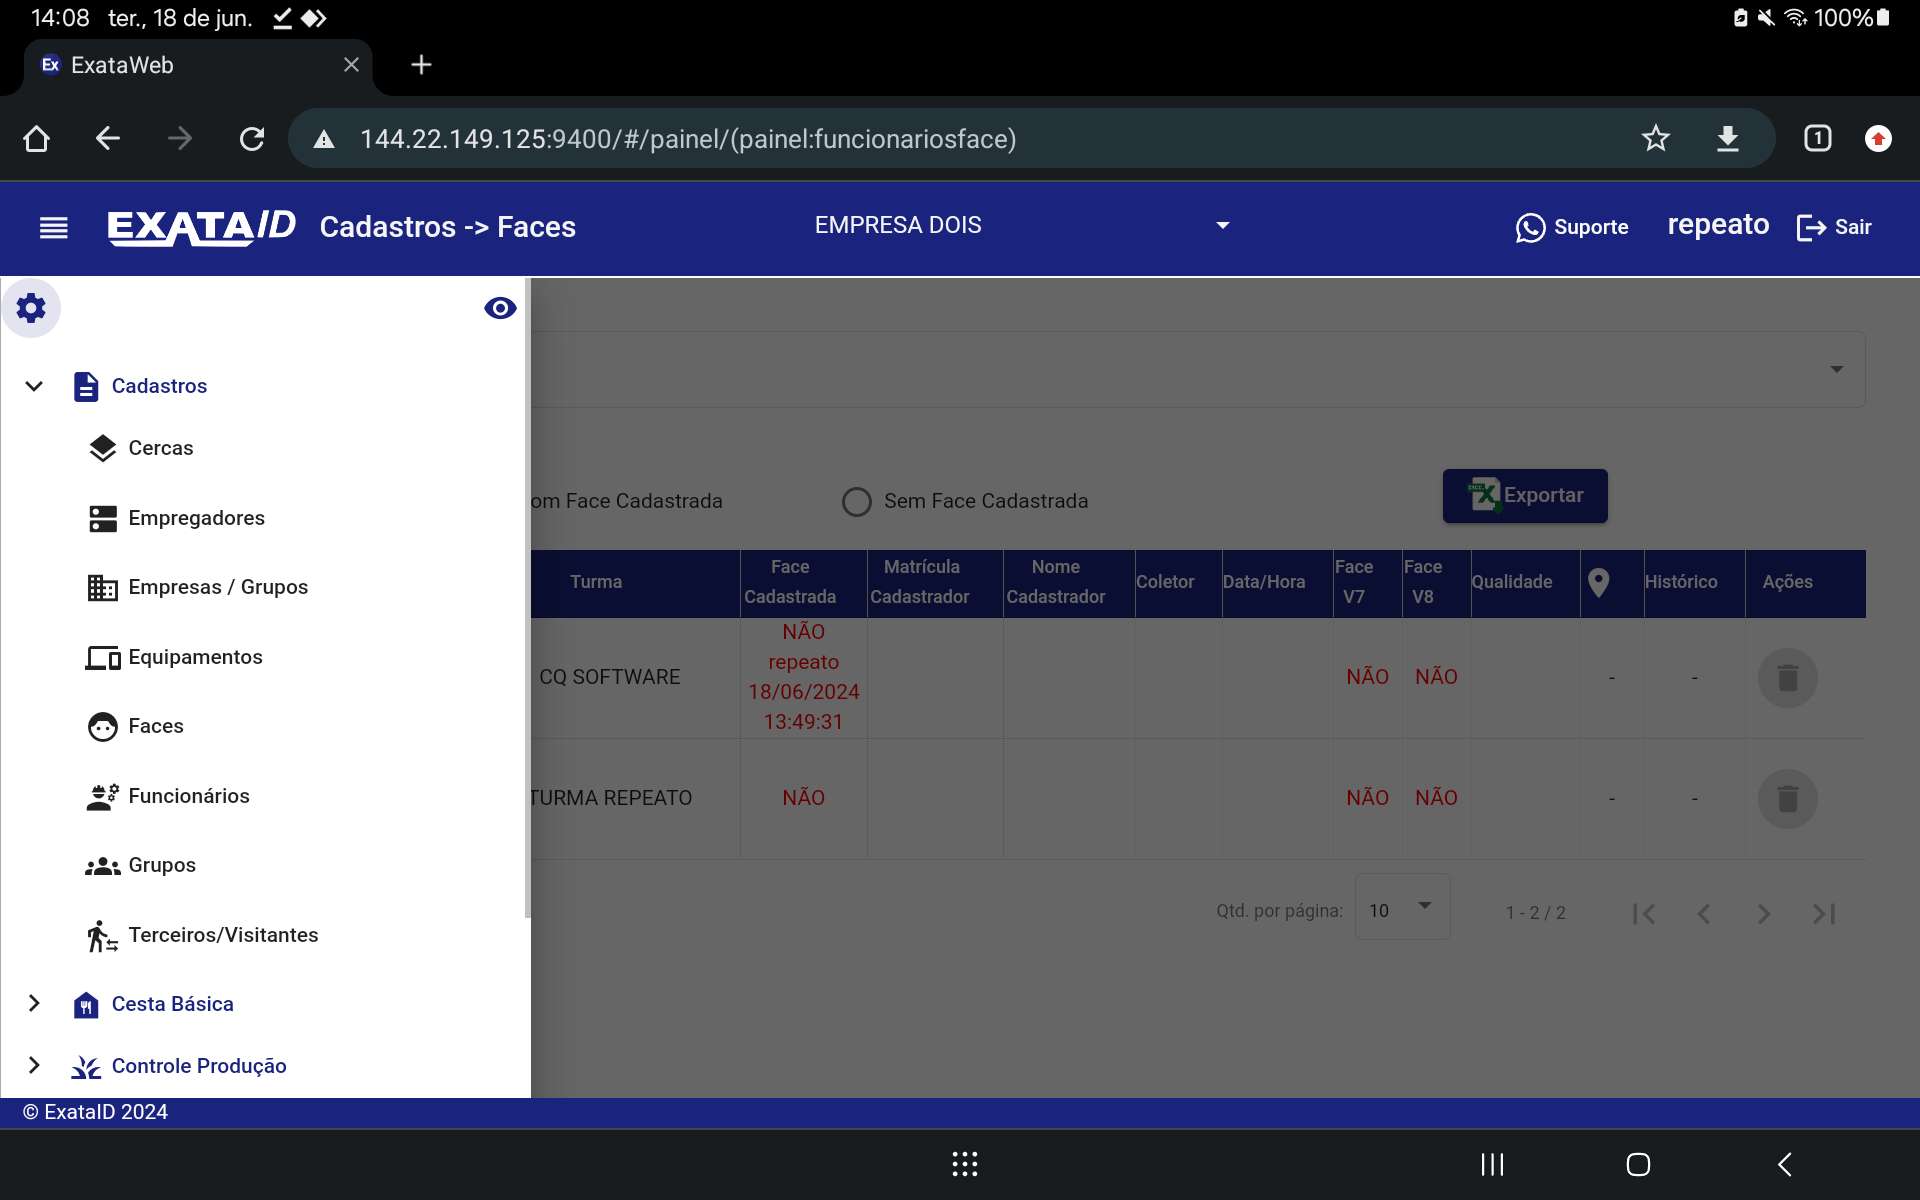 14:08 ter., 18 de jun. 100%
Ex ExataWeb
144.22.149.125:9400/#/painel/(painel:funcionariosface) 1
EXATAID Cadastros -> Faces EMPRESA DOIS Suporte repeato Sair
Cadastros
Cercas
Empregadores
Empresas / Grupos
Equipamentos
Faces
Funcionários
Grupos
Terceiros/Visitantes
Cesta Básica
Controle Produção
om Face Cadastrada Sem Face Cadastrada Exportar
Turma Face Cadastrada Matrícula Cadastrador Nome Cadastrador Coletor Data/Hora Face V7 Face V8 Qualidade Histórico Ações
CQ SOFTWARE NÃO repeato 18/06/2024 13:49:31 NÃO NÃO - -
TURMA REPEATO NÃO NÃO NÃO - -
Qtd. por página: 10 1 - 2 / 2
© ExataID 2024